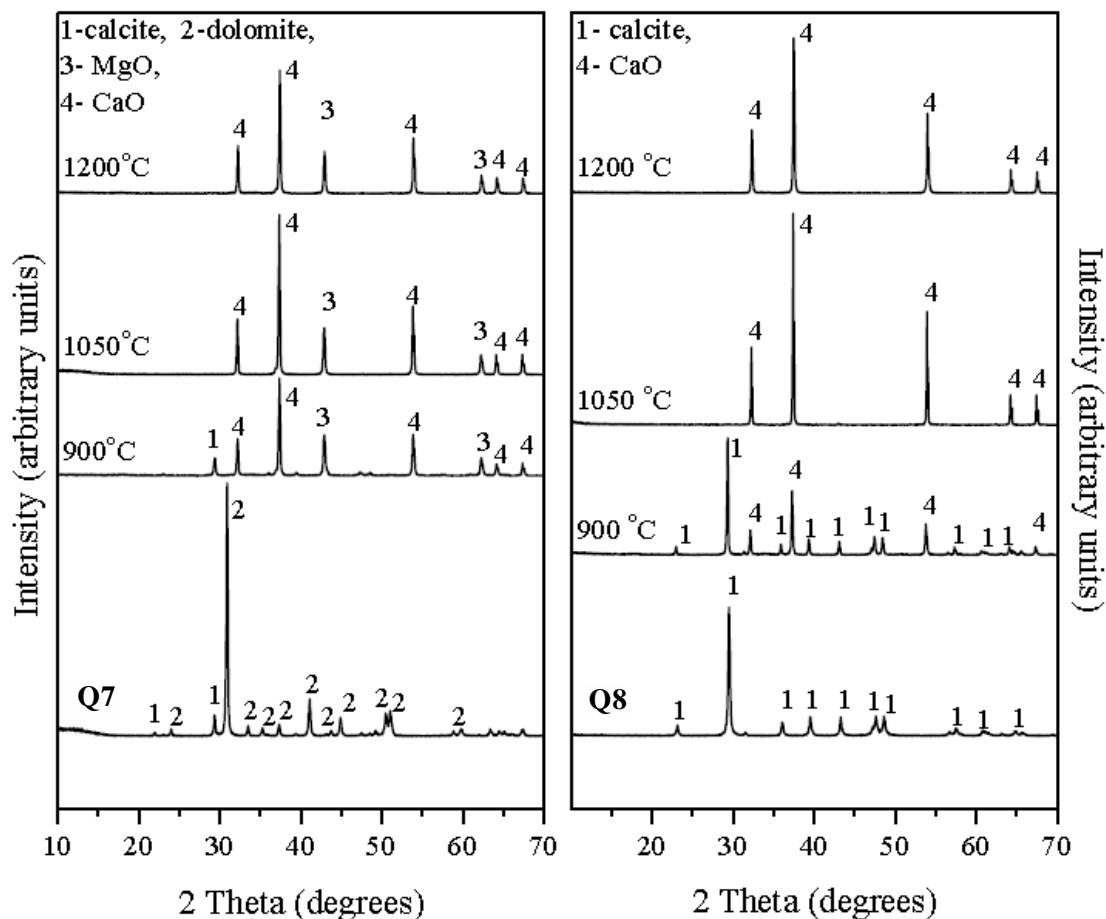 1-calcite, 2-dolomite,
3- MgO,
4- CaO
4 4 3 4 3 4 4
1200°C
4 4 3 4 3 4 4
1050°C
1 4 4 3 4 3 4 4
900°C
1 2 1 2 2 2 2 2 2 2 2 2 2
Q7
10 20 30 40 50 60 70
2 Theta (degrees)
Intensity (arbitrary units)
1- calcite,
4- CaO
4 4 4 4 4
1200 °C
4 4 4 4 4
1050 °C
1 1 4 1 4 1 1 1 1 4 1 1 1 4
900 °C
1 1 1 1 1 1 1 1 1 1
Q8
20 30 40 50 60 70
2 Theta (degrees)
Intensity (arbitrary units)